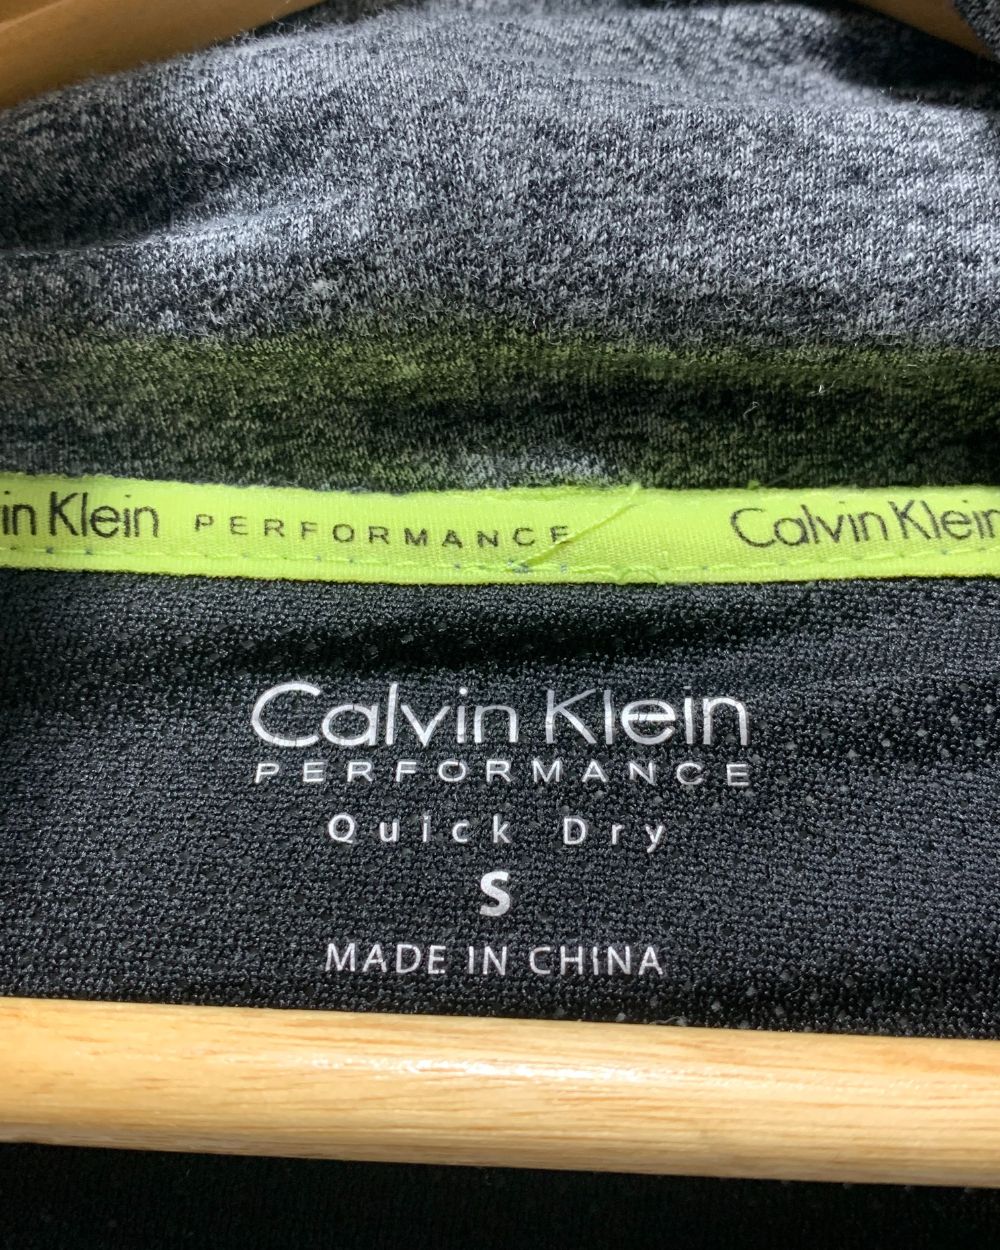 in Klein PERFORMANCE Calvin Klein
Calvin Klein
PERFORMANCE
Quick Dry
S
MADE IN CHINA